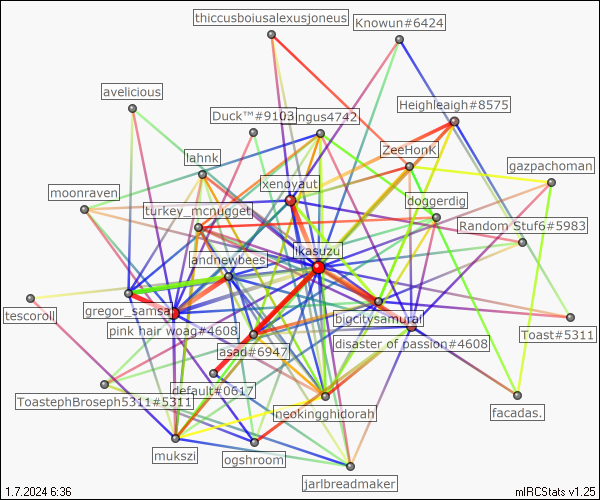 thiccusboiusalexusjoneus
Knowun#6424
avelicious
Heighleaigh#8575
Duck™#9103
ngus4742
ZeeHonK
lahnk
gazpachoman
xenoyaut
moonraven
doggerdig
turkey_mcnugget
Random Stuf6#5983
ikasuzu
andnewbees
gregor_samsa
tescoroll
bigcitysamurai
pink hair woag#4608
Toast#5311
disaster of passion#4608
asad#6947
default#0617
ToastephBroseph5311#5311
neokingghidorah
facadas.
mukszi
ogshroom
jarlbreadmaker
1.7.2024 6:36
mIRCStats v1.25